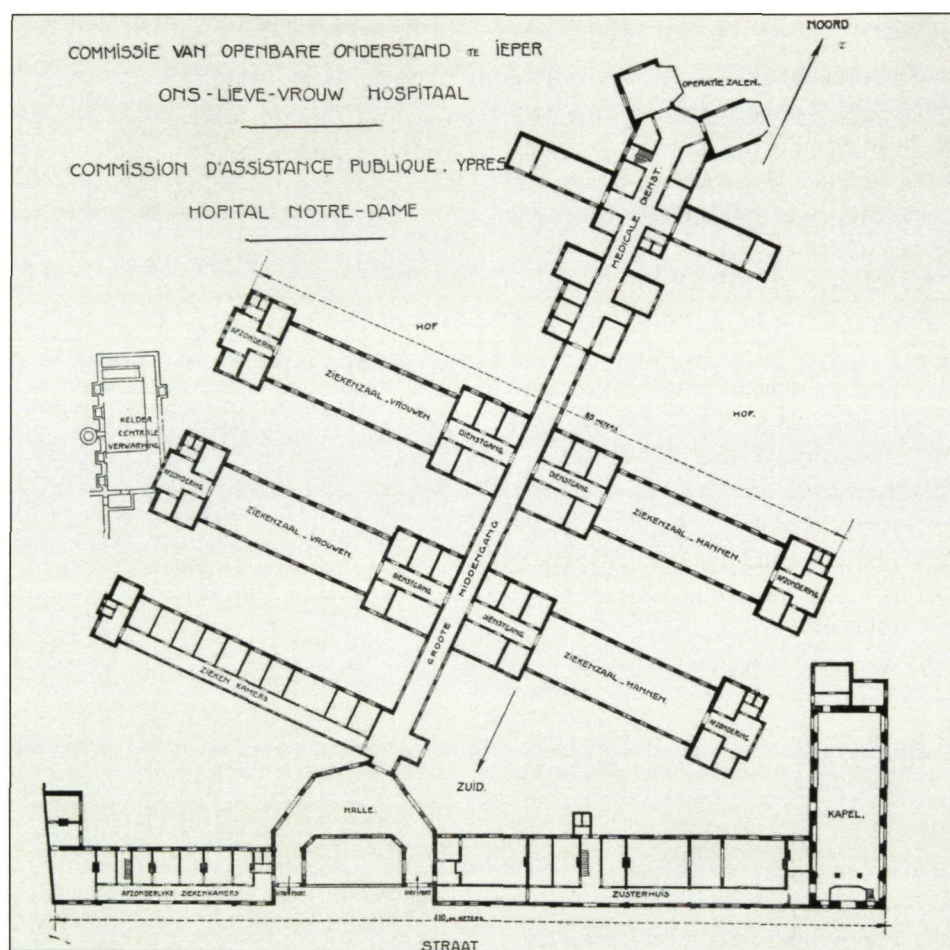 COMMISSIE VAN OPENBARE ONDERSTAND TE IEPER
ONS-LIEVE-VROUW HOSPITAAL
COMMISSION D'ASSISTANCE PUBLIQUE. YPRES
HOPITAL NOTRE-DAME
NOORD
OPERATIE ZALEN.
MEDICALE DIENST.
HOF
HOF.
85 METERS
AFZONDERING
ZIEKENZAAL - VROUWEN
DIENSTGANG
DIENSTGANG
ZIEKENZAAL - MANNEN
AFZONDERING
KELDER
CENTRALE
VERWARMING
AFZONDERING
ZIEKENZAAL - VROUWEN
DIENSTGANG
GROOTE MIDDENGANG
DIENSTGANG
ZIEKENZAAL - MANNEN
AFZONDERING
ZIEKEN KAMERS
ZUID.
HALLE.
KAPEL.
AFZONDERLYKE ZIEKENKAMERS
ZUSTERHUIS
METERS
STRAAT